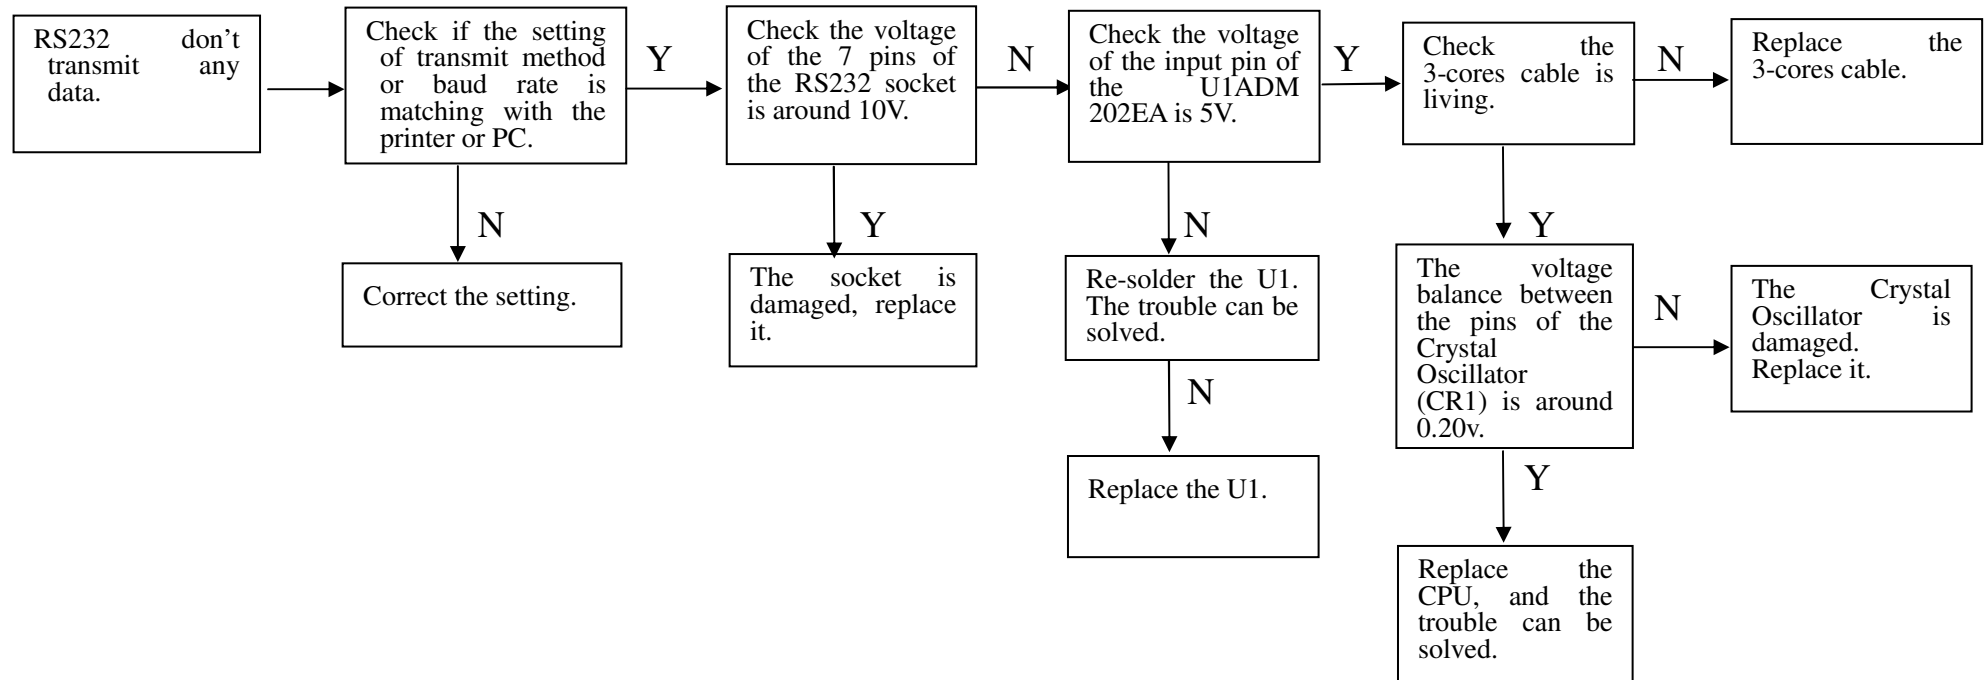 RS232 don't
transmit any
data.
Check if the setting
of transmit method
or baud rate is
matching with the
printer or PC.
Y
Check the voltage
of the 7 pins of
the RS232 socket
is around 10V.
N
Check the voltage
of the input pin of
the U1ADM
202EA is 5V.
Y
Check the
3-cores cable is
living.
N
Replace the
3-cores cable.
N
Correct the setting.
Y
The socket is
damaged, replace
it.
N
Re-solder the U1.
The trouble can be
solved.
N
Replace the U1.
Y
The voltage
balance between
the pins of the
Crystal
Oscillator
(CR1) is around
0.20v.
N
The Crystal
Oscillator is
damaged.
Replace it.
Y
Replace the
CPU, and the
trouble can be
solved.